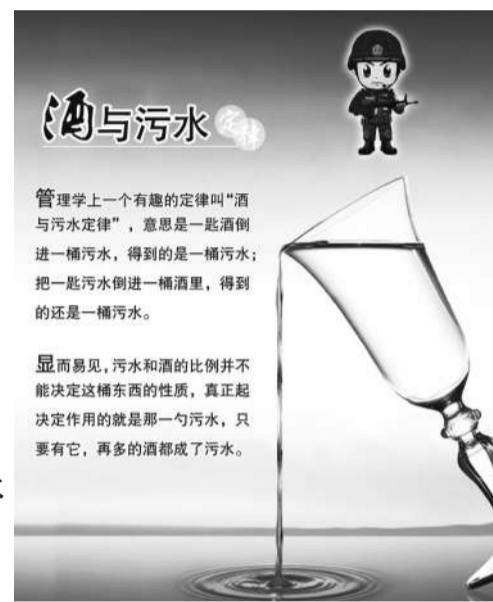 酒与污水定律
管理学上一个有趣的定律叫“酒
与污水定律”，意思是一匙酒倒
进一桶污水，得到的是一桶污水；
把一匙污水倒进一桶酒里，得到
的还是一桶污水。
显而易见，污水和酒的比例并不
能决定这桶东西的性质，真正起
决定作用的就是那一勺污水，只
要有它，再多的酒都成了污水。